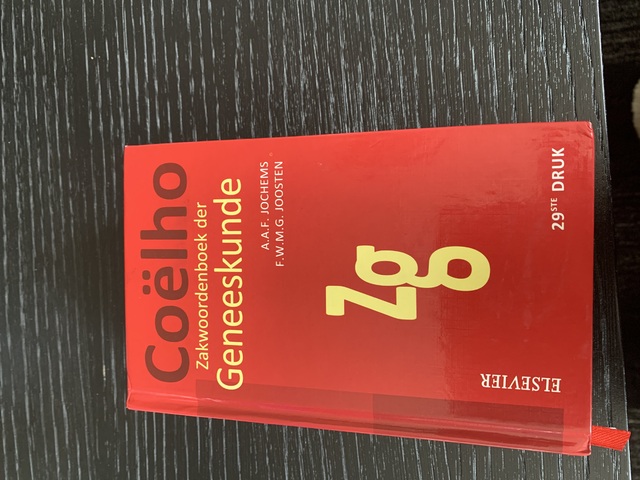 Coëlho
Zakwoordenboek der
Geneeskunde
A.A.F. JOCHEMS
F.W.M.G. JOOSTEN
Zg
ELSEVIER
29STE DRUK